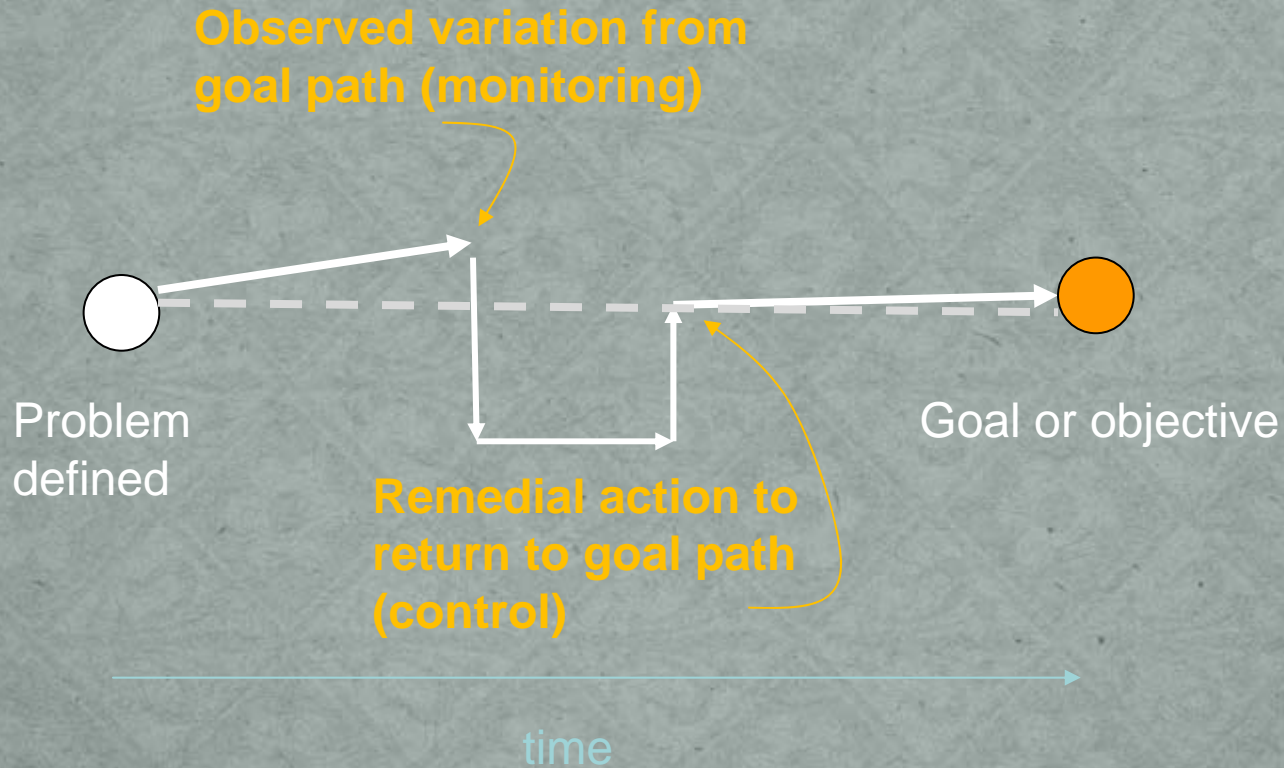 Observed variation from
goal path (monitoring)
Problem
defined
Goal or objective
Remedial action to
return to goal path
(control)
time